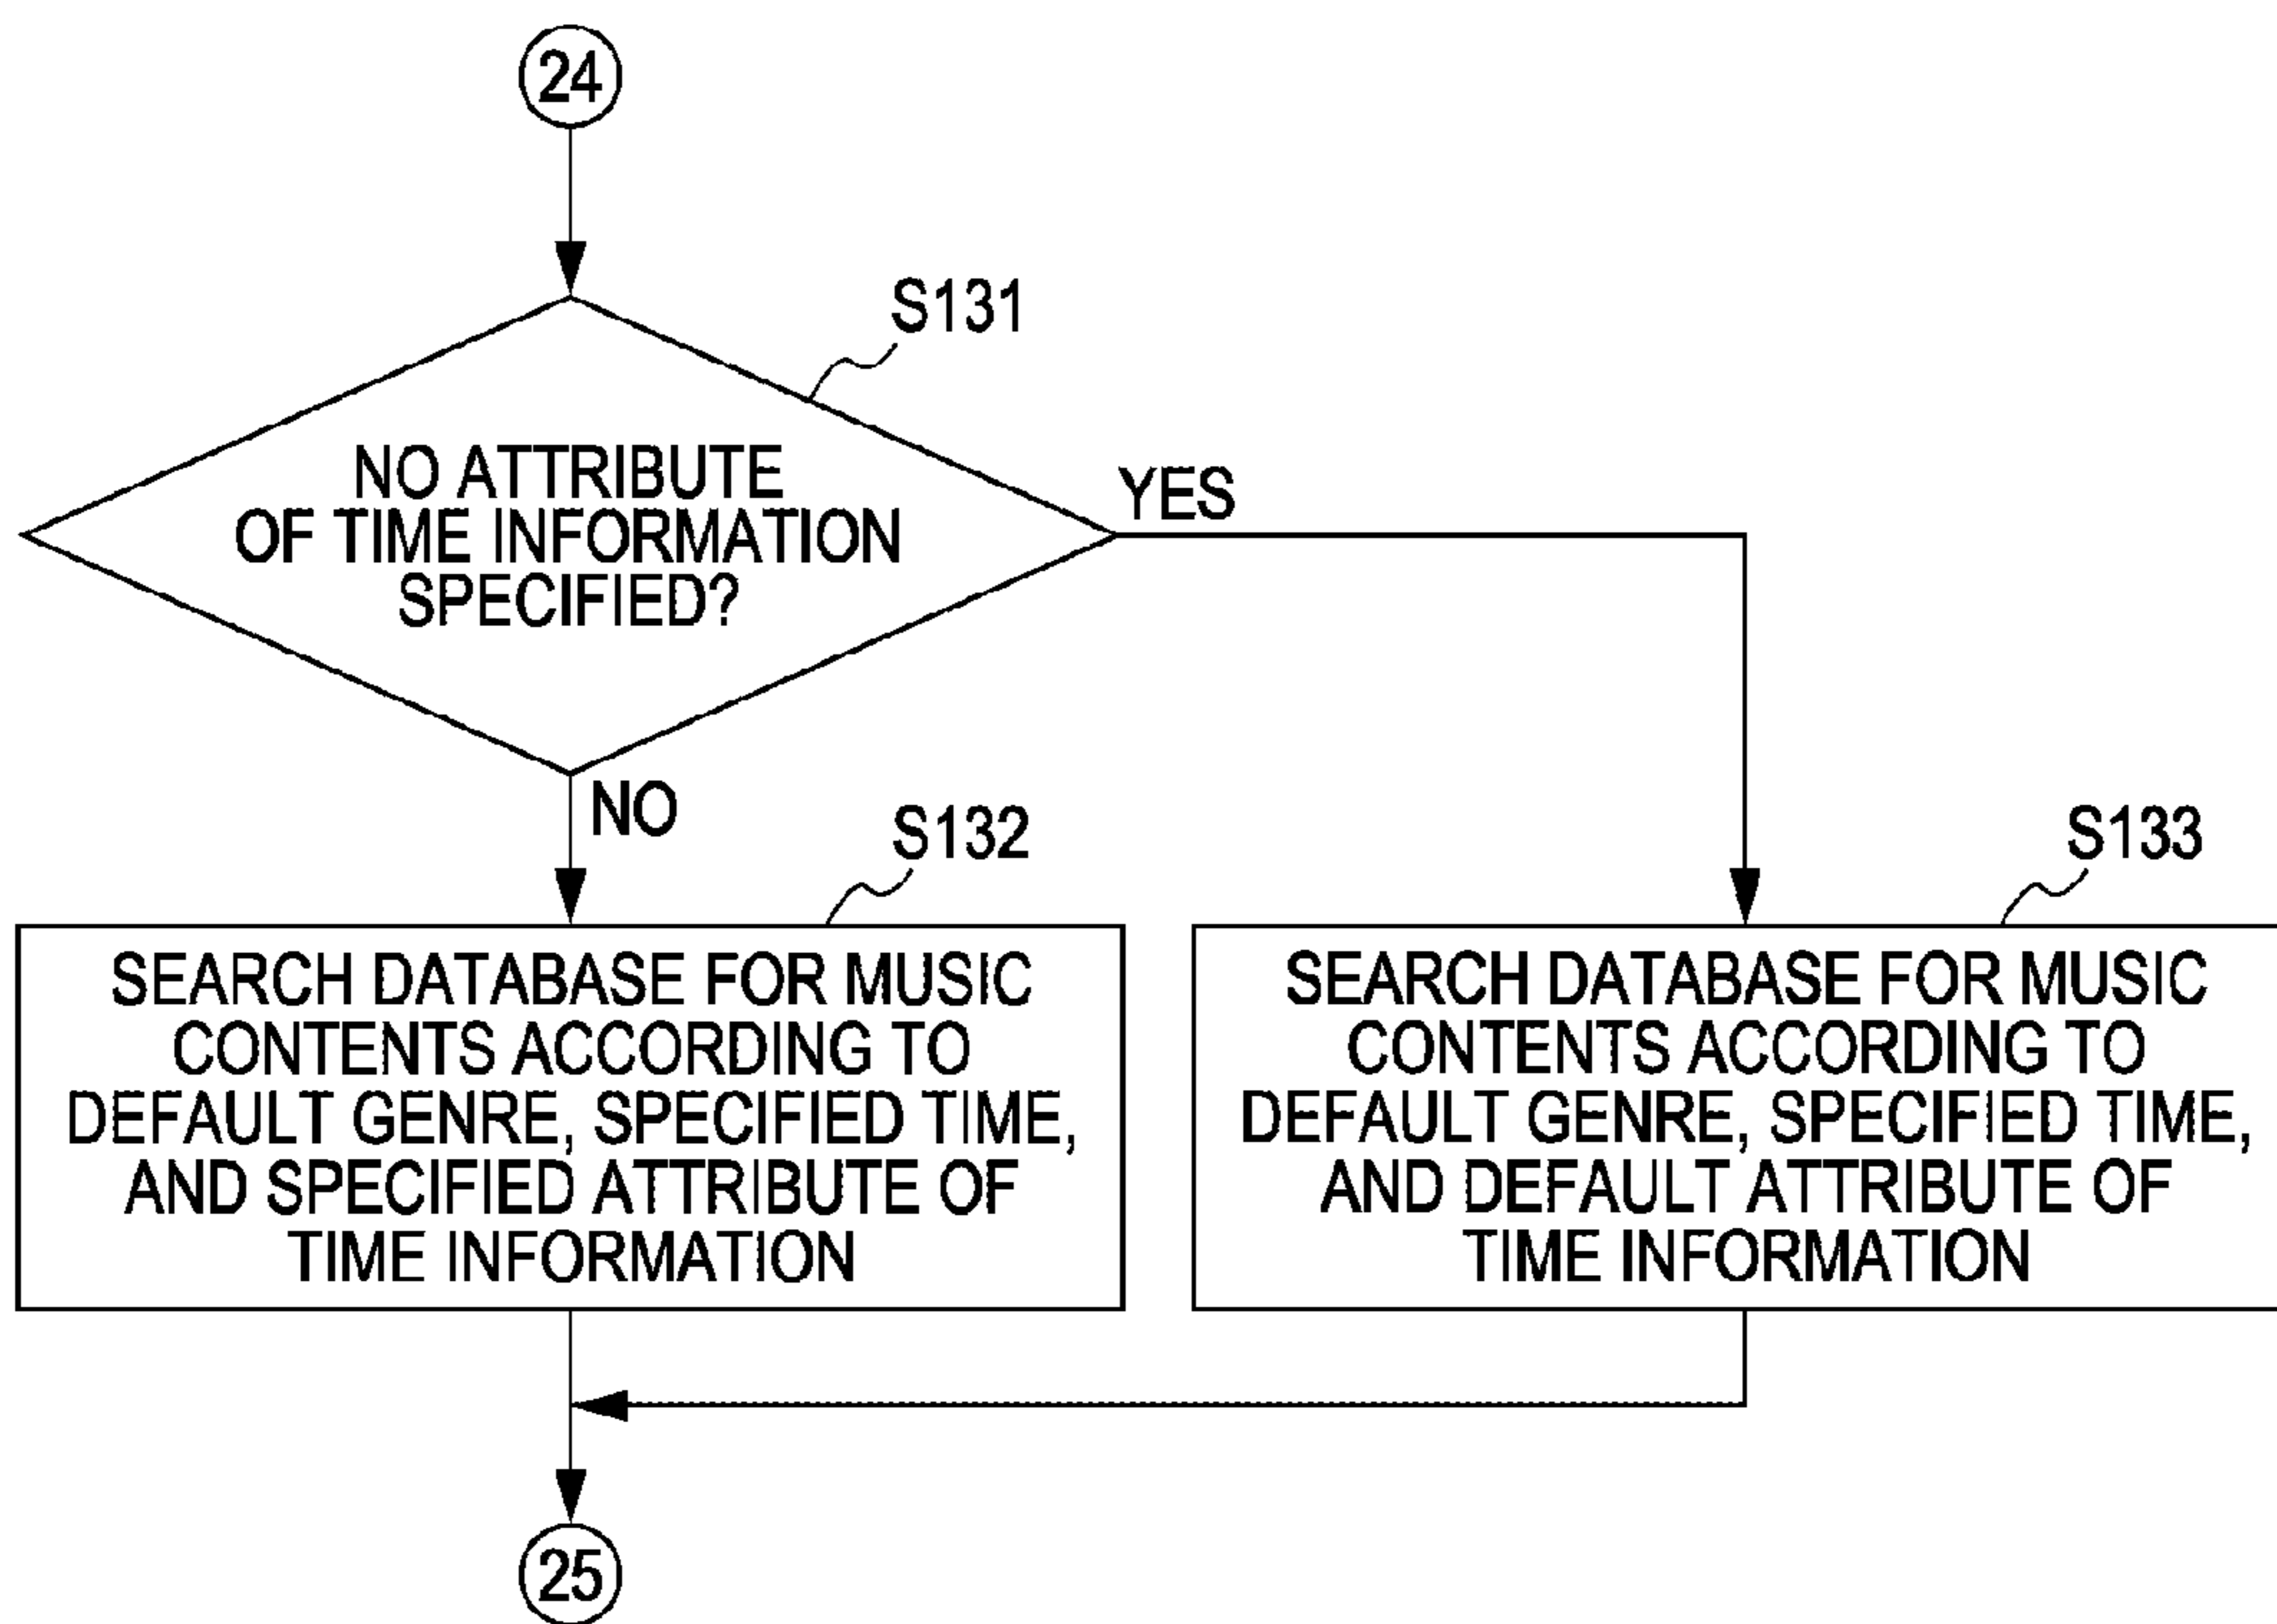 24
S131
NO ATTRIBUTE
OF TIME INFORMATION
SPECIFIED?
YES
NO
S132
SEARCH DATABASE FOR MUSIC
CONTENTS ACCORDING TO
DEFAULT GENRE, SPECIFIED TIME,
AND SPECIFIED ATTRIBUTE OF
TIME INFORMATION
S133
SEARCH DATABASE FOR MUSIC
CONTENTS ACCORDING TO
DEFAULT GENRE, SPECIFIED TIME,
AND DEFAULT ATTRIBUTE OF
TIME INFORMATION
25